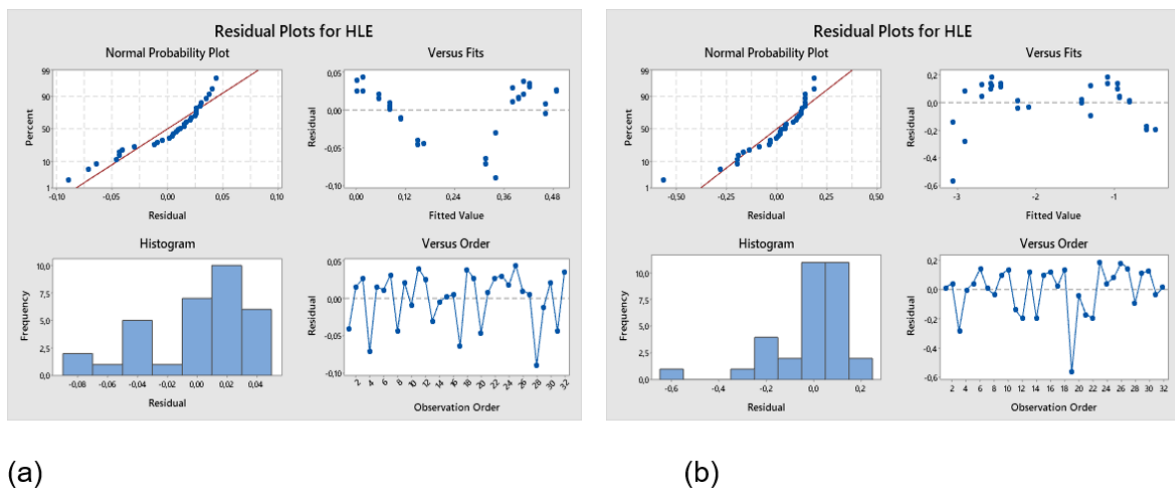 Residual Plots for HLE
Normal Probability Plot
Versus Fits
99
90
50
10
1
Percent
-0,10 -0,05 0,00 0,05 0,10
Residual
0,05
0,00
-0,05
-0,10
Residual
0,00 0,12 0,24 0,36 0,48
Fitted Value
Histogram
Versus Order
10,0
7,5
5,0
2,5
0,0
Frequency
-0,08 -0,06 -0,04 -0,02 0,00 0,02 0,04
Residual
0,05
0,00
-0,05
-0,10
Residual
2 4 6 8 10 12 14 16 18 20 22 24 26 28 30 32
Observation Order
(a)
Residual Plots for HLE
Normal Probability Plot
Versus Fits
99
90
50
10
1
Percent
-0,50 -0,25 0,00 0,25 0,50
Residual
0,2
0,0
-0,2
-0,4
-0,6
Residual
-3 -2 -1
Fitted Value
Histogram
Versus Order
10,0
7,5
5,0
2,5
0,0
Frequency
-0,6 -0,4 -0,2 0,0 0,2
Residual
0,2
0,0
-0,2
-0,4
-0,6
Residual
2 4 6 8 10 12 14 16 18 20 22 24 26 28 30 32
Observation Order
(b)